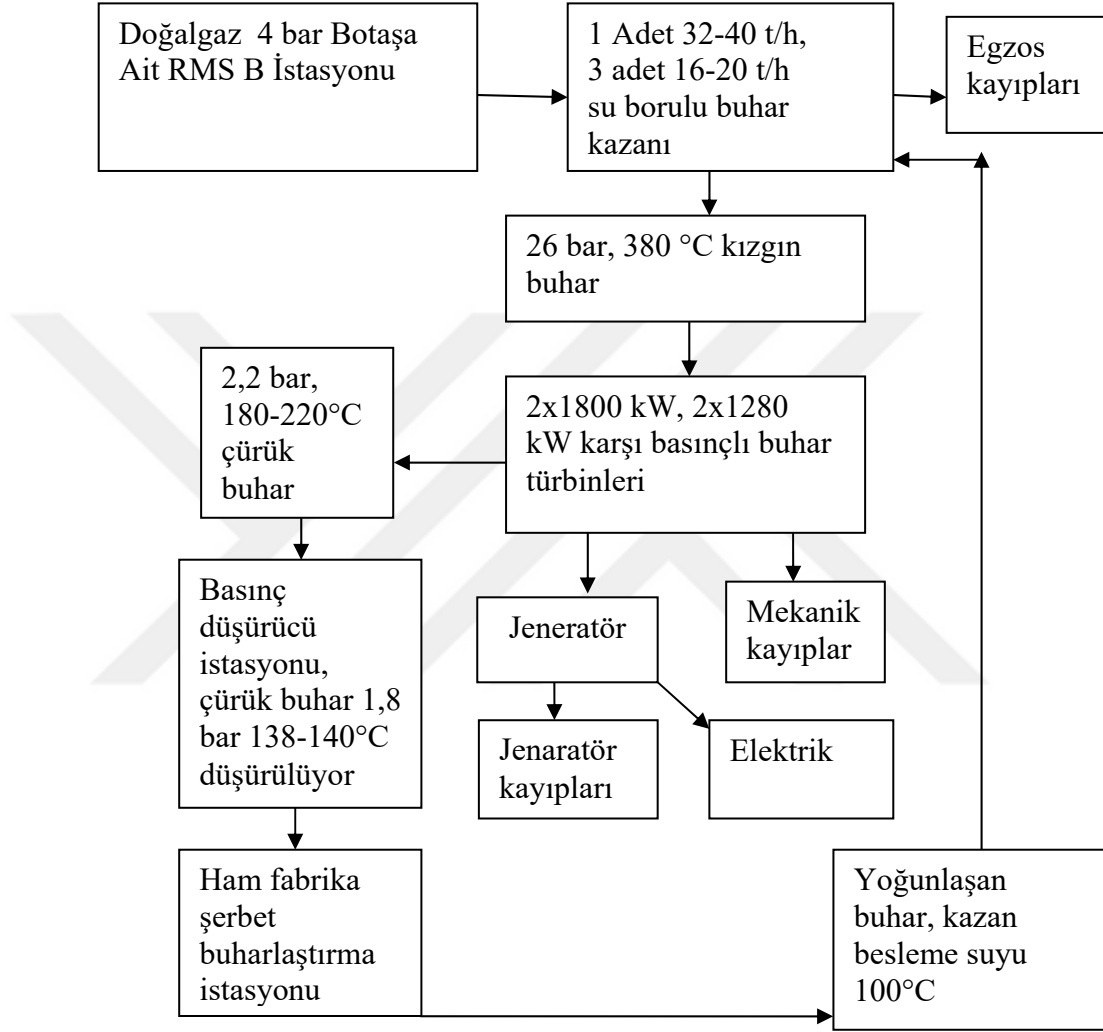 Doğalgaz 4 bar Botaşa
Ait RMS B İstasyonu
1 Adet 32-40 t/h,
3 adet 16-20 t/h
su borulu buhar
kazanı
Egzos
kayıpları
26 bar, 380 °C kızgın
buhar
2,2 bar,
180-220°C
çürük
buhar
2x1800 kW, 2x1280
kW karşı basınçlı buhar
türbinleri
Basınç
düşürücü
istasyonu,
çürük buhar 1,8
bar 138-140°C
düşürülüyor
Jeneratör
Mekanik
kayıplar
Jenaratör
kayıpları
Elektrik
Ham fabrika
şerbet
buharlaştırma
istasyonu
Yoğunlaşan
buhar, kazan
besleme suyu
100°C